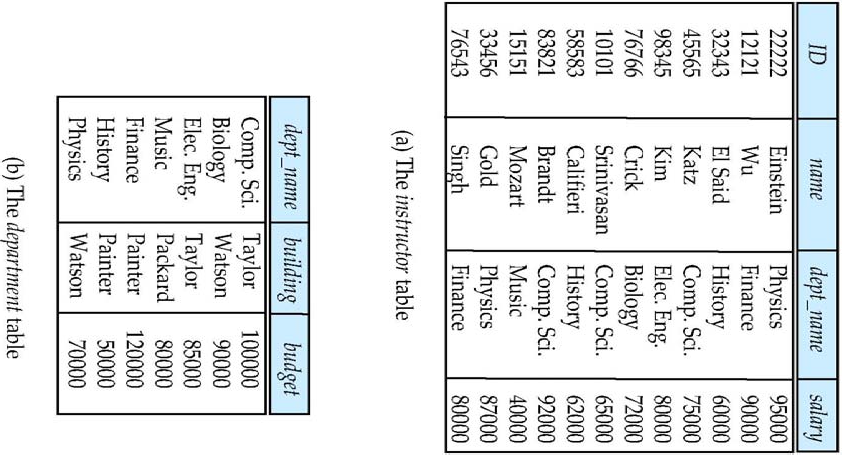 ID name dept_name salary
22222 Einstein Physics 95000
12121 Wu Finance 90000
32343 El Said History 60000
45565 Katz Comp. Sci. 75000
98345 Kim Elec. Eng. 80000
76766 Crick Biology 72000
10101 Srinivasan Comp. Sci. 65000
58583 Califieri History 62000
83821 Brandt Comp. Sci. 92000
15151 Mozart Music 40000
33456 Gold Physics 87000
76543 Singh Finance 80000
(a) The instructor table
dept_name building budget
Comp. Sci. Taylor 100000
Biology Watson 90000
Elec. Eng. Taylor 85000
Music Packard 80000
Finance Painter 120000
History Painter 50000
Physics Watson 70000
(b) The department table